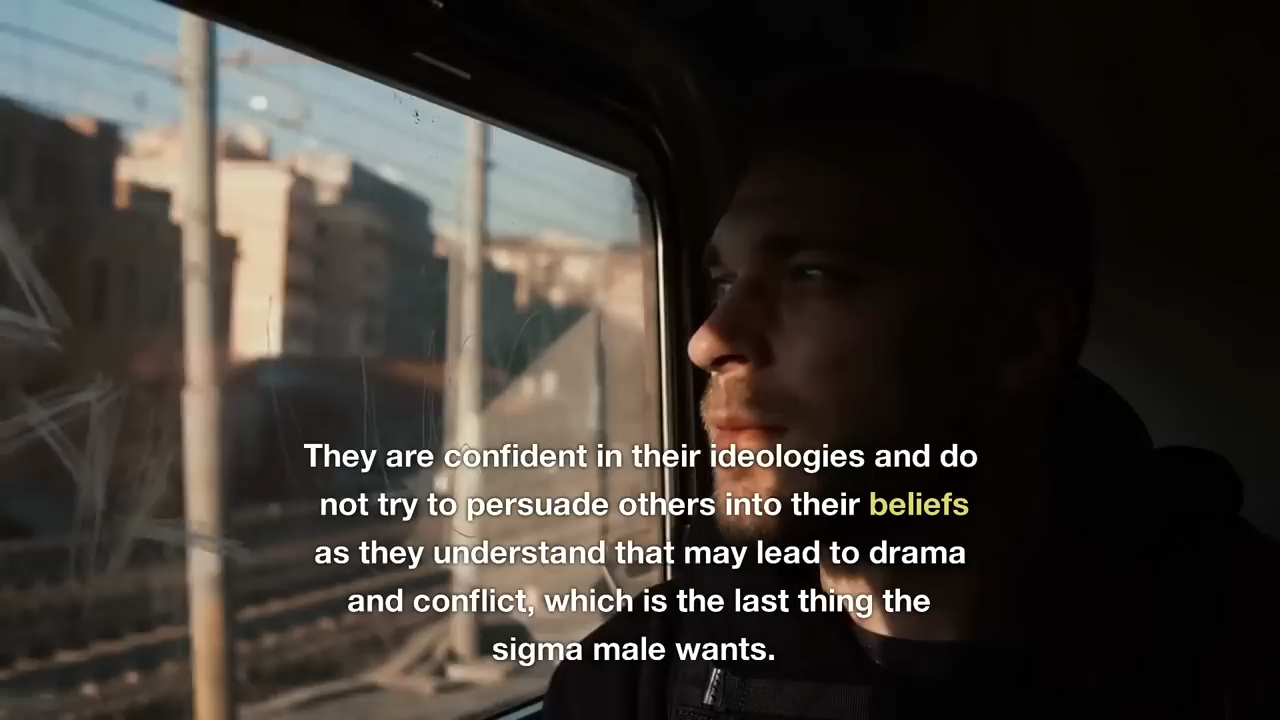 They are confident in their ideologies and do
not try to persuade others into their beliefs
as they understand that may lead to drama
and conflict, which is the last thing the
sigma male wants.